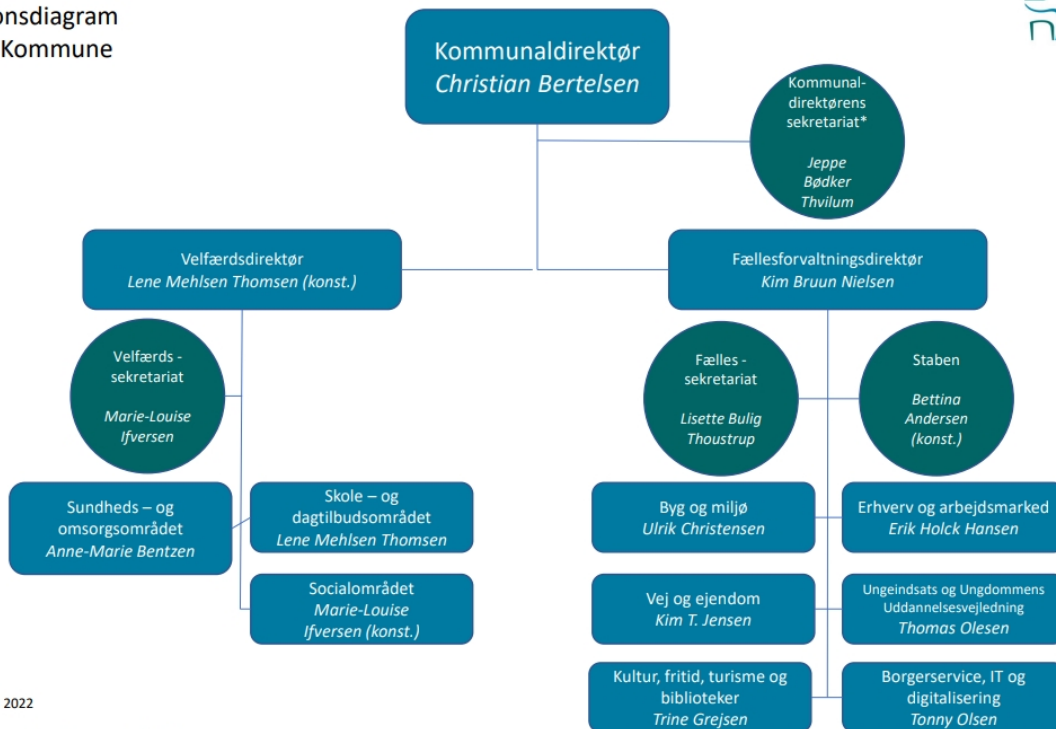 onsdiagram
Kommune
Kommunaldirektør
Christian Bertelsen
Kommunal-
direktørens
sekretariat*
Jeppe
Bødker
Thvilum
Velfærdsdirektør
Lene Mehlsen Thomsen (konst.)
Fællesforvaltningsdirektør
Kim Bruun Nielsen
Velfærds -
sekretariat
Marie-Louise
Ifversen
Fælles -
sekretariat
Lisette Bulig
Thoustrup
Staben
Bettina
Andersen
(konst.)
Sundheds – og
omsorgsområdet
Anne-Marie Bentzen
Skole – og
dagtilbudsområdet
Lene Mehlsen Thomsen
Socialområdet
Marie-Louise
Ifversen (konst.)
Byg og miljø
Ulrik Christensen
Erhverv og arbejdsmarked
Erik Holck Hansen
Vej og ejendom
Kim T. Jensen
Ungeindsats og Ungdommens
Uddannelsesvejledning
Thomas Olesen
Kultur, fritid, turisme og
biblioteker
Trine Grejsen
Borgerservice, IT og
digitalisering
Tonny Olsen
2022